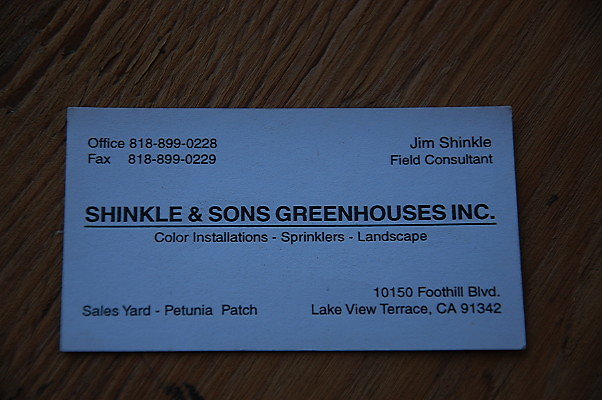 Office 818-899-0228
Fax 818-899-0229
Jim Shinkle
Field Consultant
SHINKLE & SONS GREENHOUSES INC.
Color Installations - Sprinklers - Landscape
Sales Yard - Petunia Patch
10150 Foothill Blvd.
Lake View Terrace, CA 91342